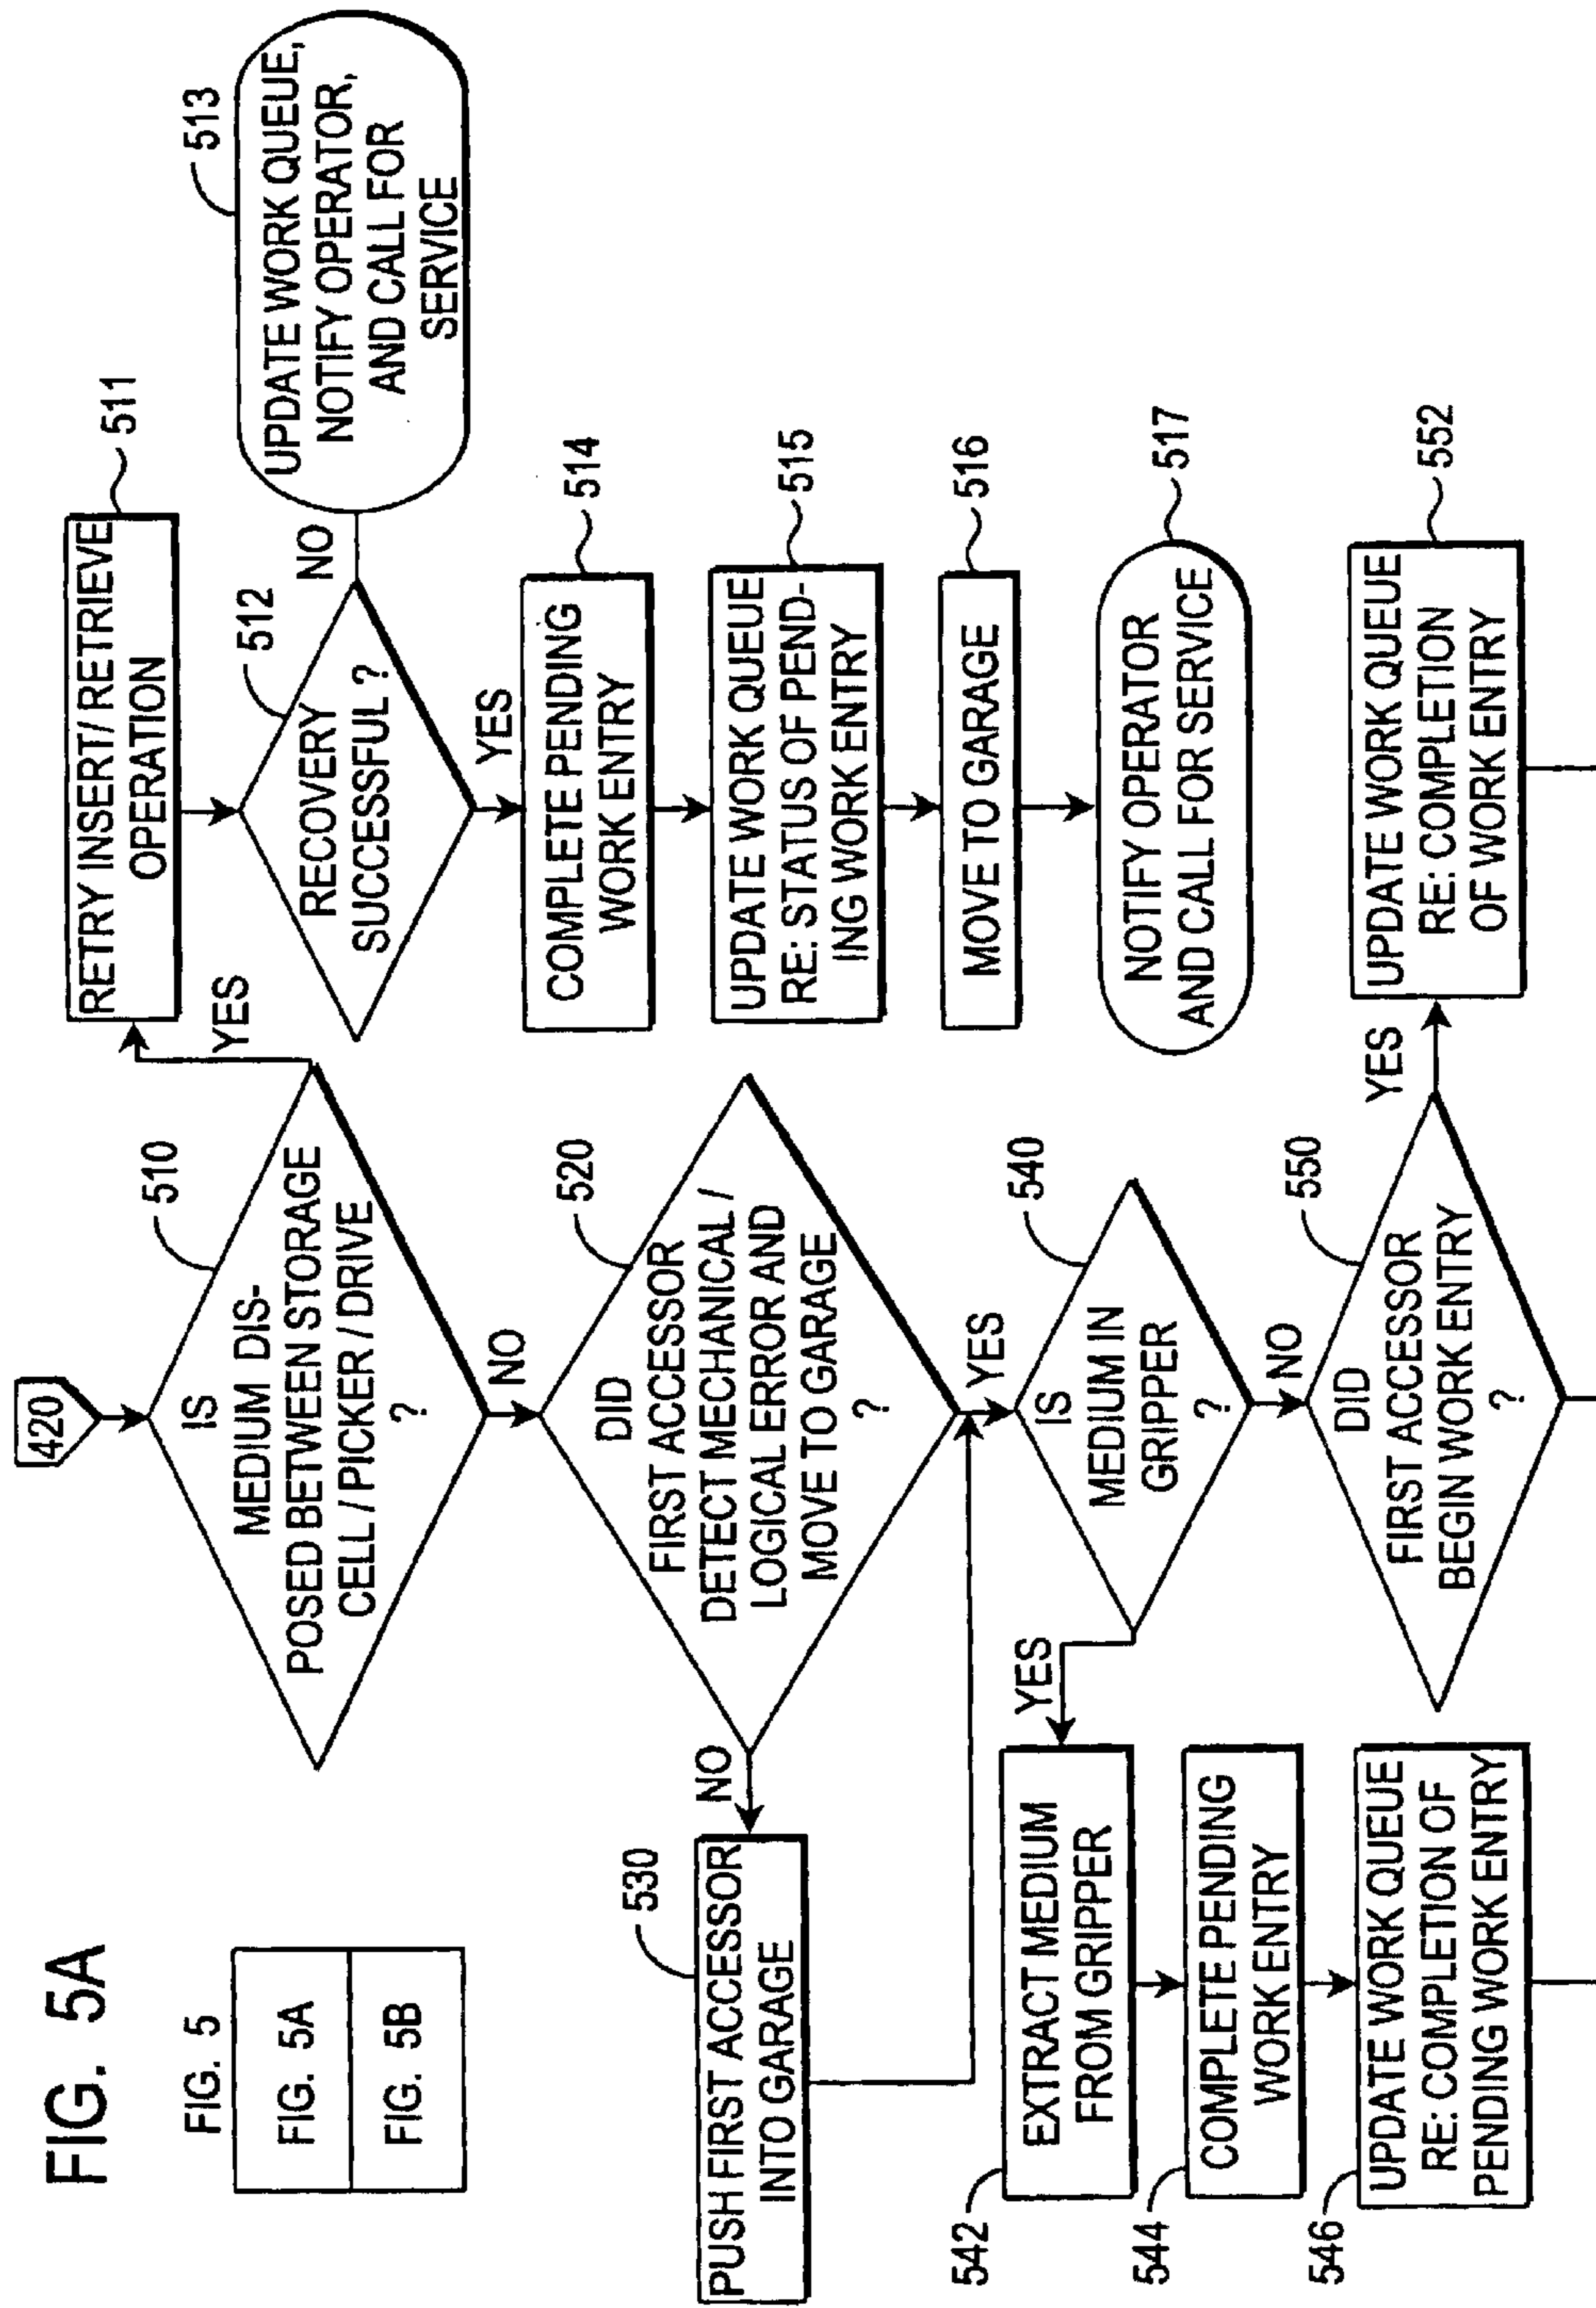 FIG. 5A
FIG. 5
FIG. 5A
FIG. 5B
420
IS
MEDIUM DIS-
POSED BETWEEN STORAGE
CELL / PICKER / DRIVE
?
510
YES
NO
RETRY INSERT/ RETRIEVE
OPERATION
511
RECOVERY
SUCCESSFUL ?
512
NO
YES
UPDATE WORK QUEUE,
NOTIFY OPERATOR,
AND CALL FOR
SERVICE
513
COMPLETE PENDING
WORK ENTRY
514
UPDATE WORK QUEUE
RE: STATUS OF PEND-
ING WORK ENTRY
515
MOVE TO GARAGE
516
NOTIFY OPERATOR
AND CALL FOR SERVICE
517
DID
FIRST ACCESSOR
DETECT MECHANICAL /
LOGICAL ERROR AND
MOVE TO GARAGE
?
520
NO
YES
PUSH FIRST ACCESSOR
INTO GARAGE
530
IS
MEDIUM IN
GRIPPER
?
540
YES
NO
EXTRACT MEDIUM
FROM GRIPPER
542
COMPLETE PENDING
WORK ENTRY
544
UPDATE WORK QUEUE
RE: COMPLETION OF
PENDING WORK ENTRY
546
DID
FIRST ACCESSOR
BEGIN WORK ENTRY
?
550
YES
UPDATE WORK QUEUE
RE: COMPLETION
OF WORK ENTRY
552